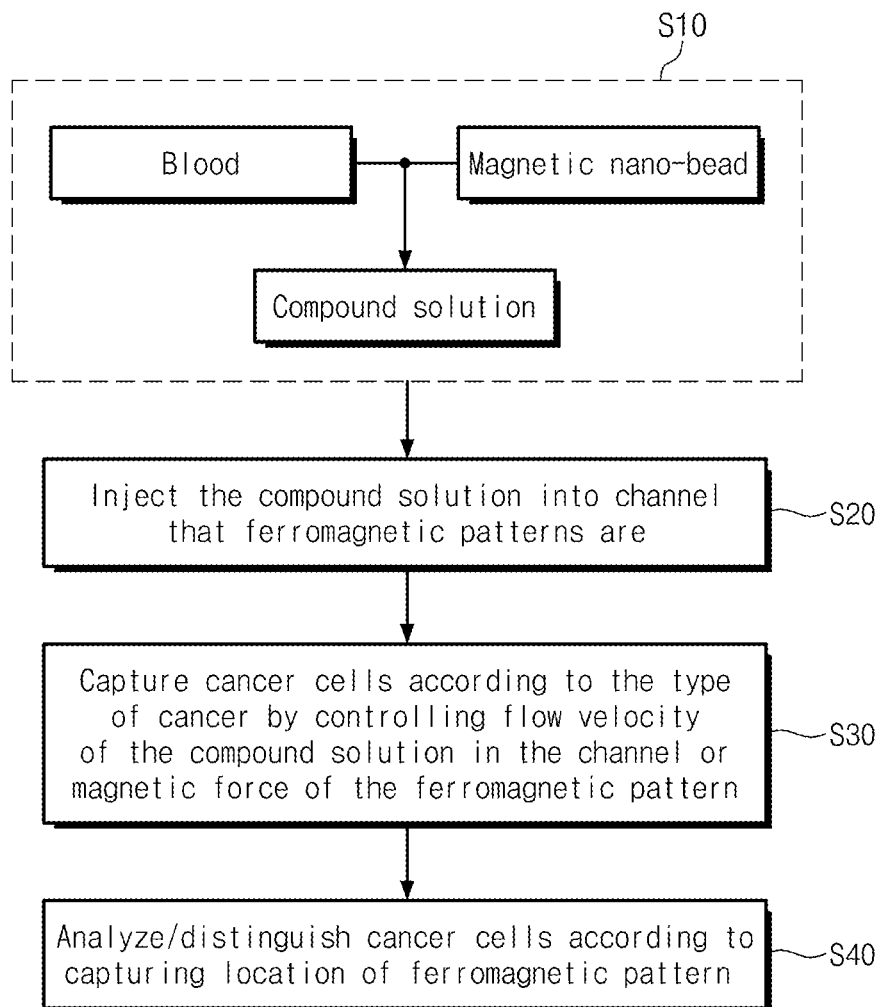 S10
Blood
Magnetic nano-bead
Compound solution
Inject the compound solution into channel
that ferromagnetic patterns are
S20
Capture cancer cells according to the type
of cancer by controlling flow velocity
of the compound solution in the channel or
magnetic force of the ferromagnetic pattern
S30
Analyze/distinguish cancer cells according to
capturing location of ferromagnetic pattern
S40